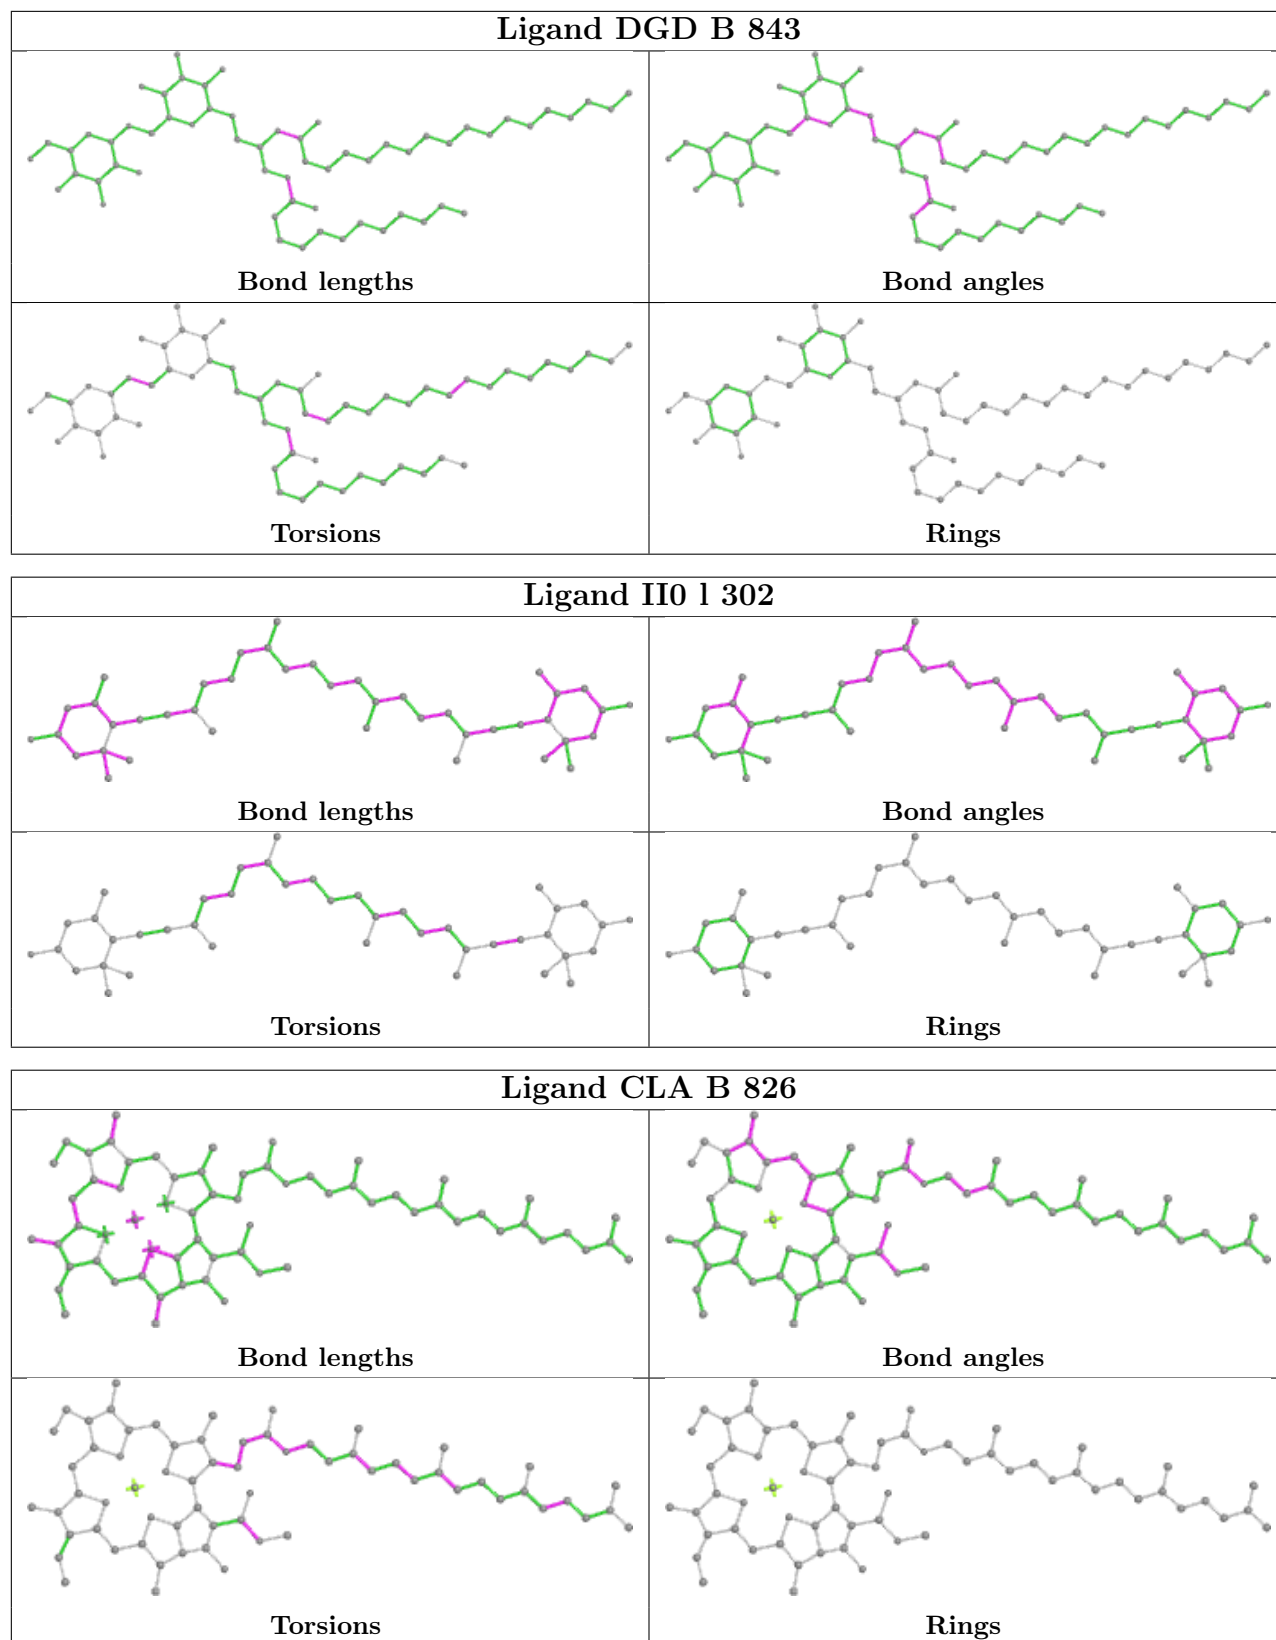 Ligand DGD B 843
Bond lengths
Bond angles
Torsions
Rings
Ligand II0 l 302
Bond lengths
Bond angles
Torsions
Rings
Ligand CLA B 826
Bond lengths
Bond angles
Torsions
Rings